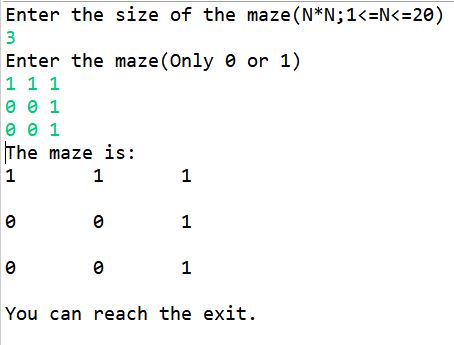 Enter the size of the maze(N*N;1<=N<=20)
3
Enter the maze(Only 0 or 1)
1 1 1
0 0 1
0 0 1
The maze is:
1 1 1
0 0 1
0 0 1
You can reach the exit.